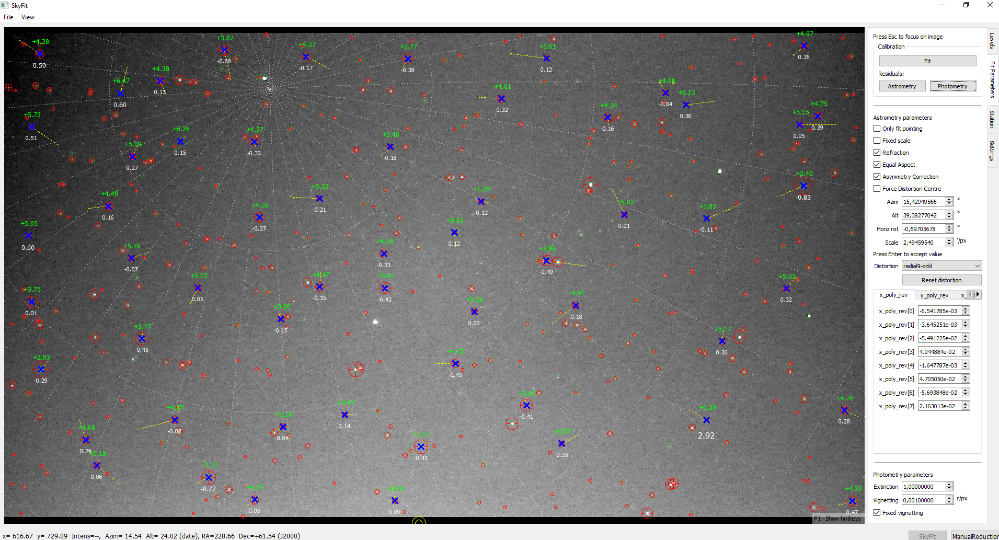 SkyFit
File View
+4.28
0.59
+3.87
-0.08
+4.27
-0.17
+3.77
-0.38
+5.61
0.12
+4.97
0.36
+4.38
0.13
+6.47
0.60
+4.61
-0.32
+4.98
-0.04
+6.13
0.36
+4.54
-0.16
+4.75
0.39
+5.15
0.05
+5.73
0.51
+6.26
0.15
+5.09
0.27
+4.37
-0.30
+5.46
-0.18
+2.40
-0.83
+4.49
0.16
+4.02
-0.27
+5.53
-0.21
+5.55
-0.12
+5.02
0.01
+5.85
-0.11
+5.83
0.12
+5.95
0.60
+5.16
-0.07
+4.40
-0.33
+3.96
-0.49
+5.02
0.05
+4.47
-0.35
-0.43
+5.03
0.32
+3.75
0.01
+5.00
-0.15
+5.26
0.00
+4.91
-0.18
+3.47
-0.45
+5.17
0.26
+2.93
-0.29
-0.45
-0.41
+4.76
0.28
-0.02
0.14
+6.20
2.92
+4.68
0.29
0.04
+3.37
-0.41
-0.35
+5.18
0.06
+3.32
-0.77
0.05
+5.00
0.09
+4.33
0.47
F1 - Show hotkeys
Press Esc to focus on image
Calibration
Fit
Residuals:
Astrometry Photometry
Astrometry parameters
Only fit pointing
Fixed scale
Refraction
Equal Aspect
Asymmetry Correction
Force Distortion Centre
Azim 15,42949566 °
Alt 39,38277042 °
Horiz rot -0,69703678 °
Scale 2,49459540 '/px
Press Enter to accept value
Distortion radial9-odd
Reset distortion
x_poly_rev y_poly_rev
x_poly_rev[0] -6.541785e-03
x_poly_rev[1] -3.645251e-03
x_poly_rev[2] -5.491225e-02
x_poly_rev[3] 4.044884e-02
x_poly_rev[4] -1.647787e-03
x_poly_rev[5] 4.705050e-02
x_poly_rev[6] -5.693848e-02
x_poly_rev[7] 2.163013e-02
Photometry parameters
Extinction 1,00000000
Vignetting 0,00100000 r/px
Fixed vignetting
Levels
Fit Parameters
Station
Settings
x= 616.67 y= 729.09 Intens=--, Azim= 14.54 Alt= 24.02 (date), RA=228.66 Dec=+61.54 (J2000)
SkyFit ManualReduction